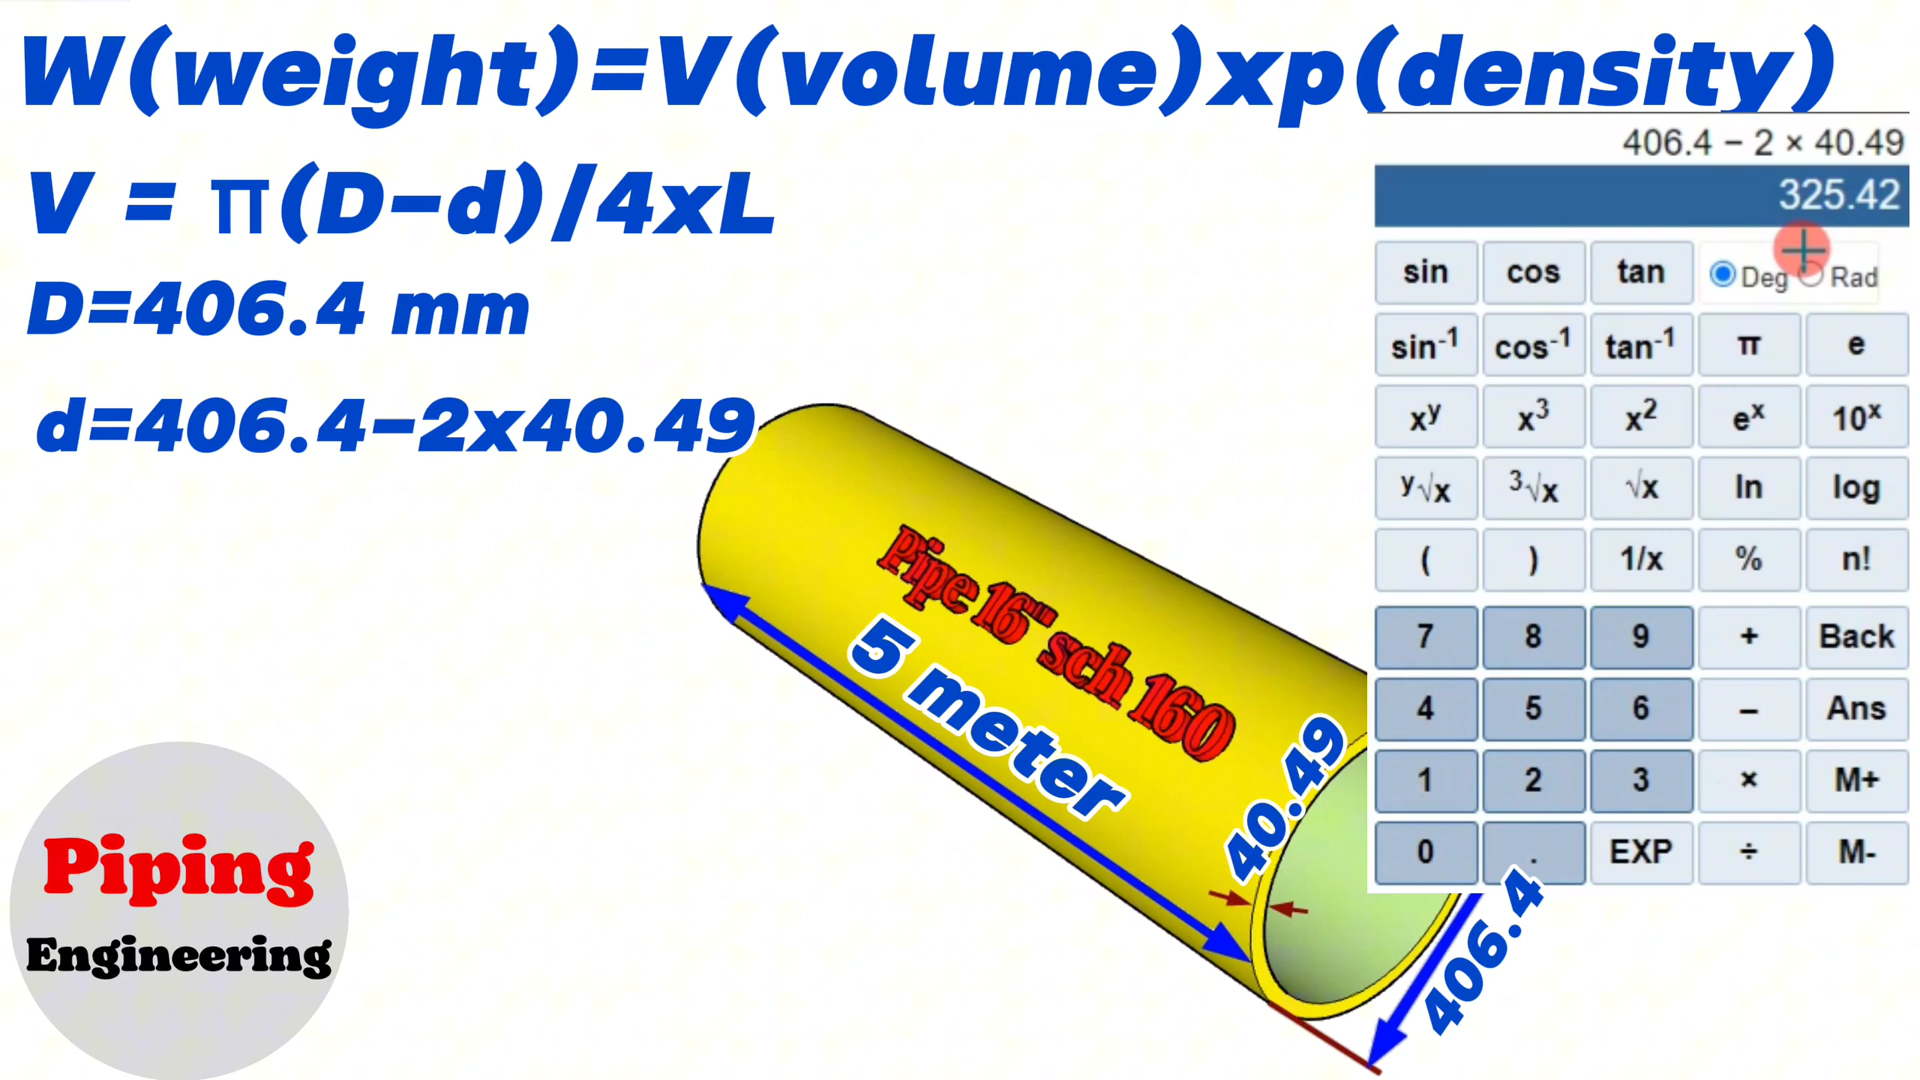 W(weight)=V(volume)xp(density)
V = π(D-d)/4xL
D=406.4 mm
d=406.4-2x40.49
406.4 − 2 × 40.49
325.42
sin cos tan Deg Rad
sin-1 cos-1 tan-1 π e
xy x3 x2 ex 10x
y√x 3√x √x ln log
( ) 1/x % n!
7 8 9 + Back
4 5 6 – Ans
1 2 3 × M+
0 . EXP ÷ M-
Pipe 16" sch 160
5 meter
40.49
406.4
Piping
Engineering